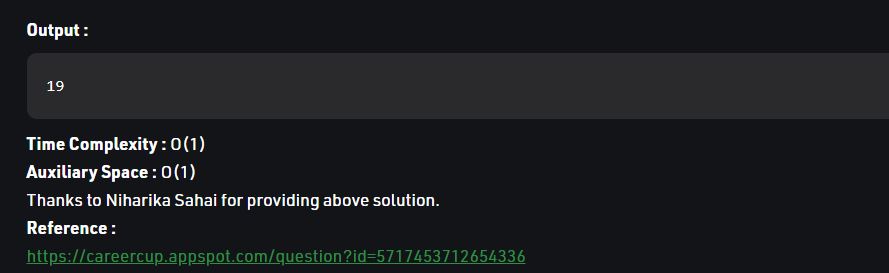 Output :
19
Time Complexity : O(1)
Auxiliary Space : O(1)
Thanks to Niharika Sahai for providing above solution.
Reference :
https://careercup.appspot.com/question?id=5717453712654336